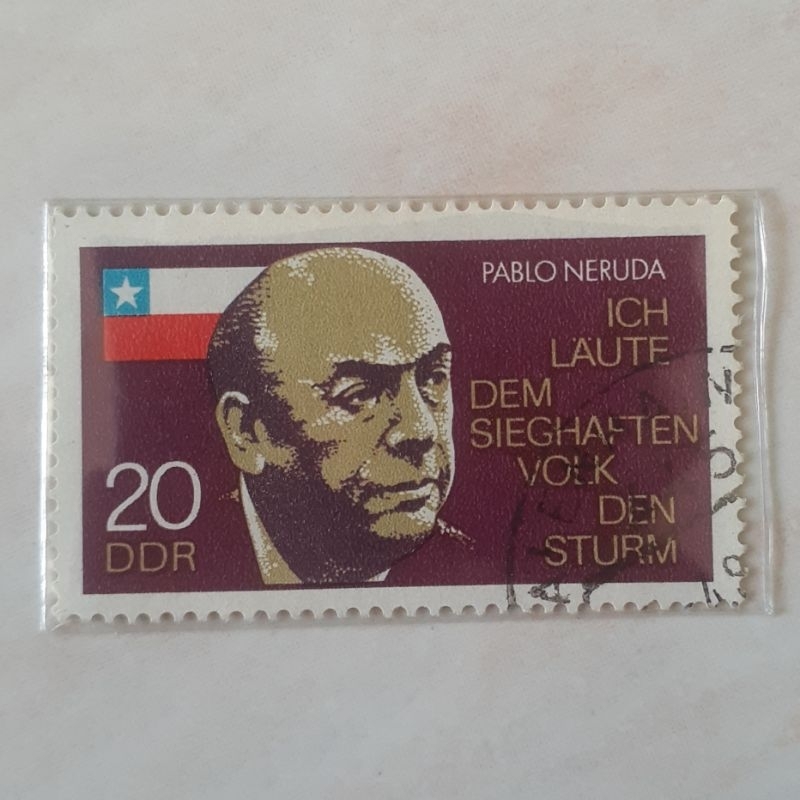 PABLO NERUDA
ICH
LÄUTE
DEM
SIEGHAFTEN
VOLK
DEN
STURM
20
DDR